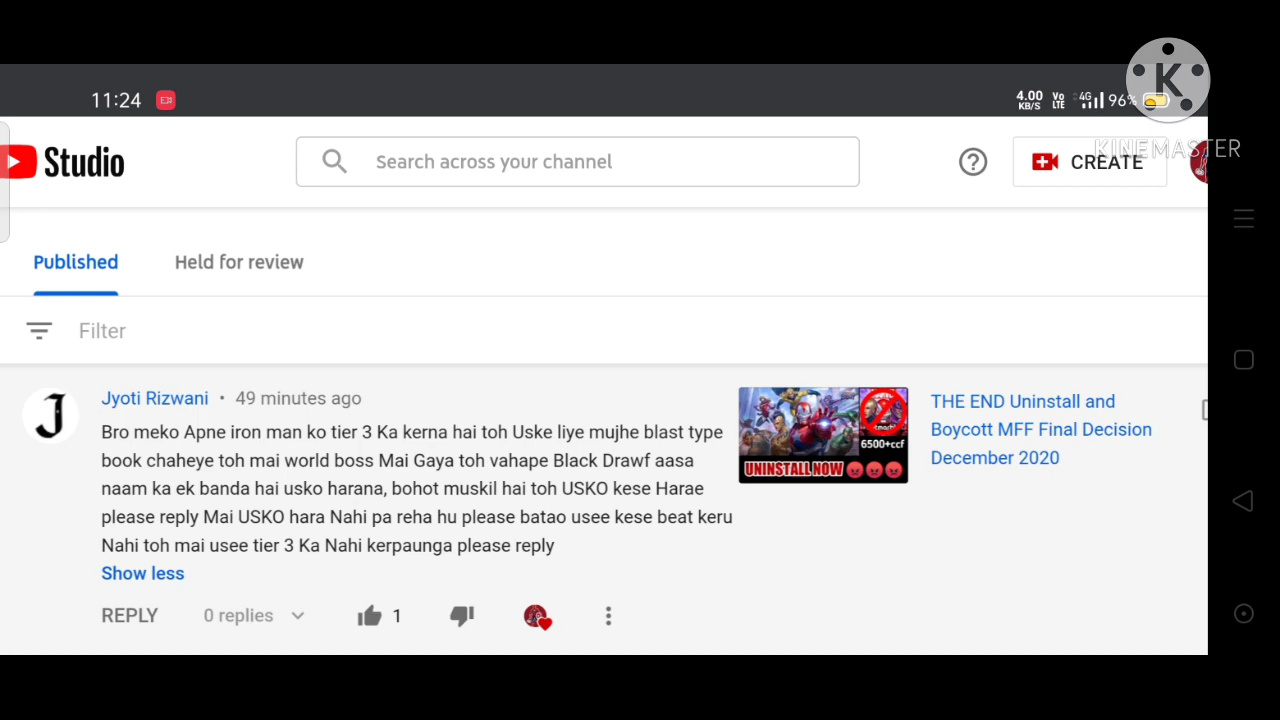 11:24
4.00 KB/S Vo LTE 4G 96%
K
KINEMASTER
Studio
Search across your channel
CREATE
Published
Held for review
Filter
Jyoti Rizwani • 49 minutes ago
Bro meko Apne iron man ko tier 3 Ka kerna hai toh Uske liye mujhe blast type
book chaheye toh mai world boss Mai Gaya toh vahape Black Drawf aasa
naam ka ek banda hai usko harana, bohot muskil hai toh USKO kese Harae
please reply Mai USKO hara Nahi pa reha hu please batao usee kese beat keru
Nahi toh mai usee tier 3 Ka Nahi kerpaunga please reply
Show less
REPLY
0 replies
1
6500+ccf
UNINSTALL NOW
THE END Uninstall and
Boycott MFF Final Decision
December 2020